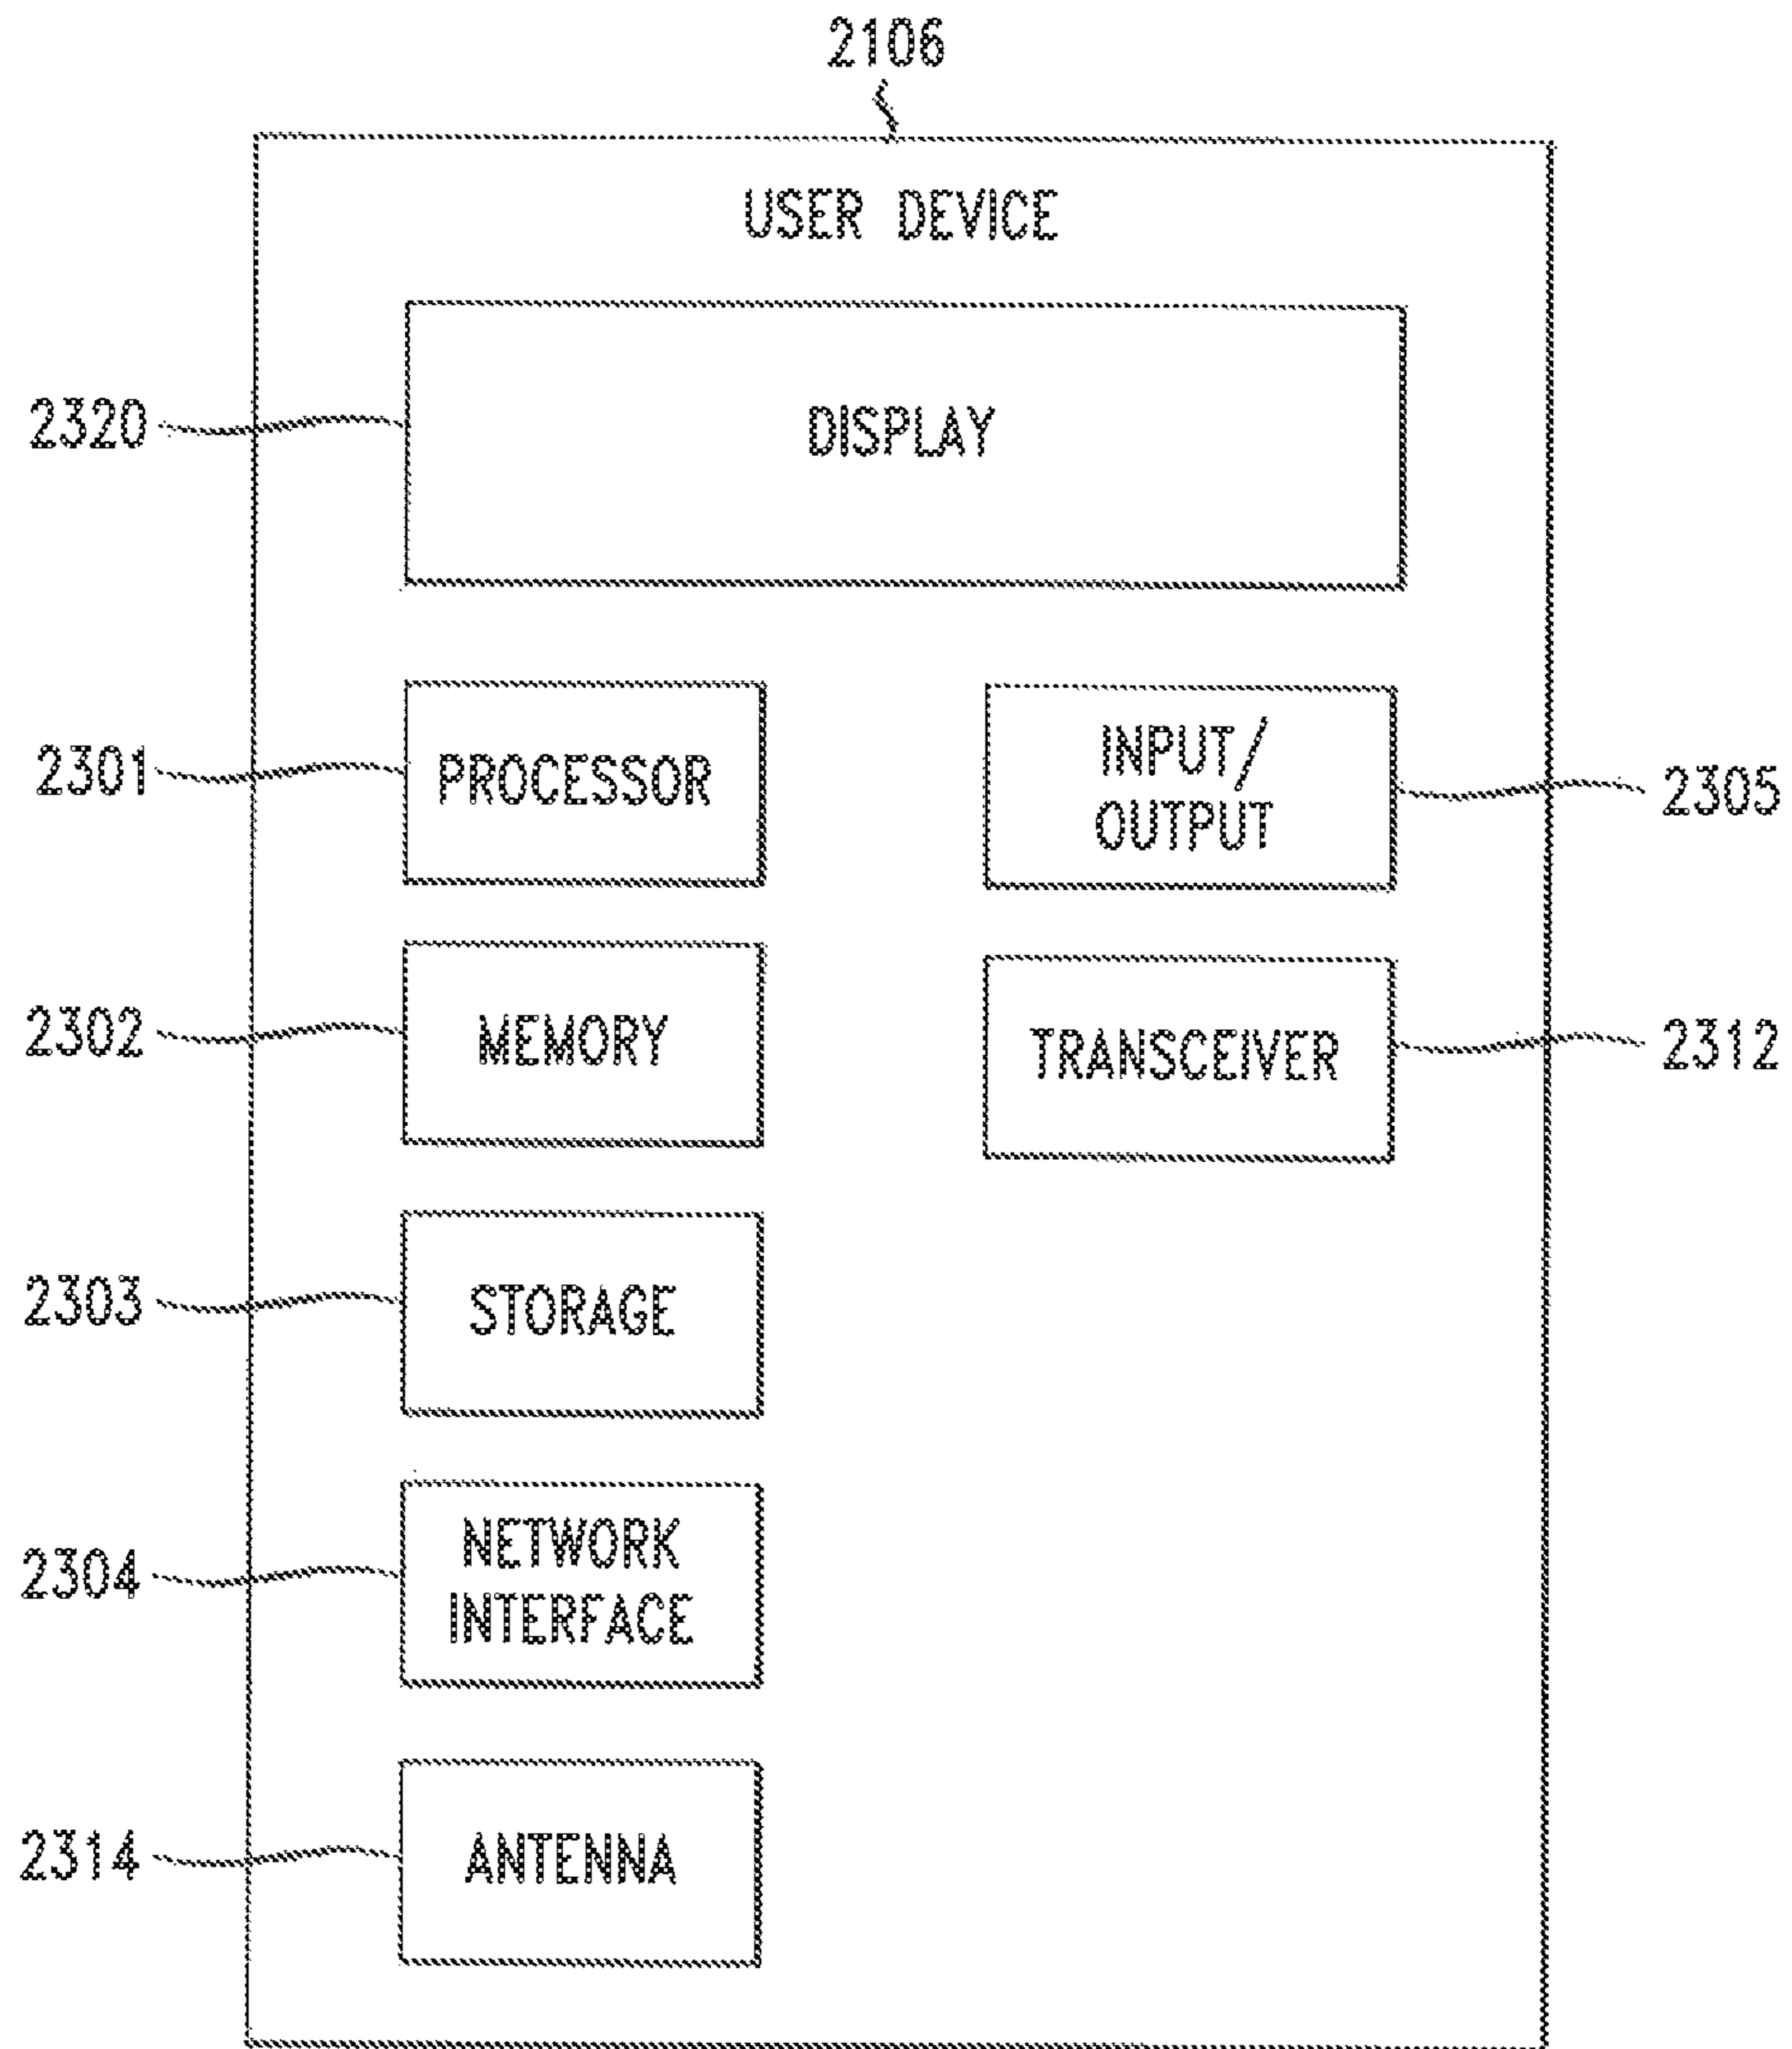 2106
USER DEVICE
2320
DISPLAY
2301
PROCESSOR
INPUT/
OUTPUT
2305
2302
MEMORY
TRANSCEIVER
2312
2303
STORAGE
2304
NETWORK
INTERFACE
2314
ANTENNA